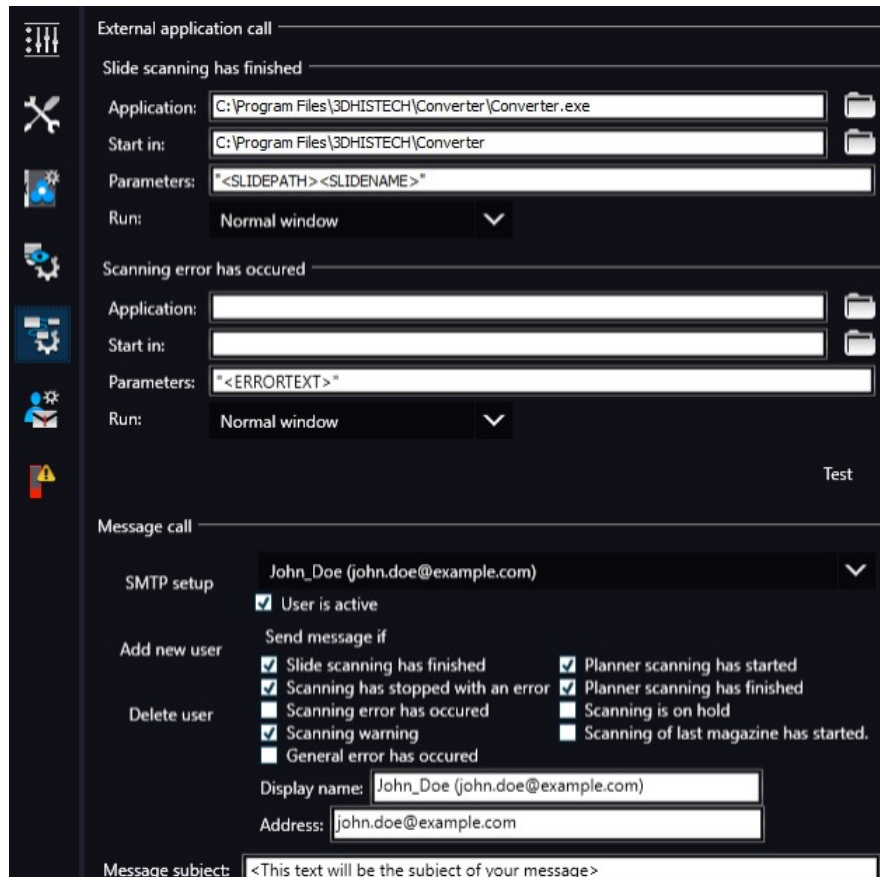 External application call
Slide scanning has finished
Application: C:\Program Files\3DHISTECH\Converter\Converter.exe
Start in: C:\Program Files\3DHISTECH\Converter
Parameters: "<SLIDEPATH><SLIDENAME>"
Run: Normal window
Scanning error has occured
Application:
Start in:
Parameters: "<ERRORTEXT>"
Run: Normal window
Test
Message call
SMTP setup
John_Doe (john.doe@example.com)
User is active
Add new user
Send message if
Slide scanning has finished Planner scanning has started
Scanning has stopped with an error Planner scanning has finished
Delete user
Scanning error has occured Scanning is on hold
Scanning warning Scanning of last magazine has started.
General error has occured
Display name: John_Doe (john.doe@example.com)
Address: john.doe@example.com
Message subject: <This text will be the subject of your message>